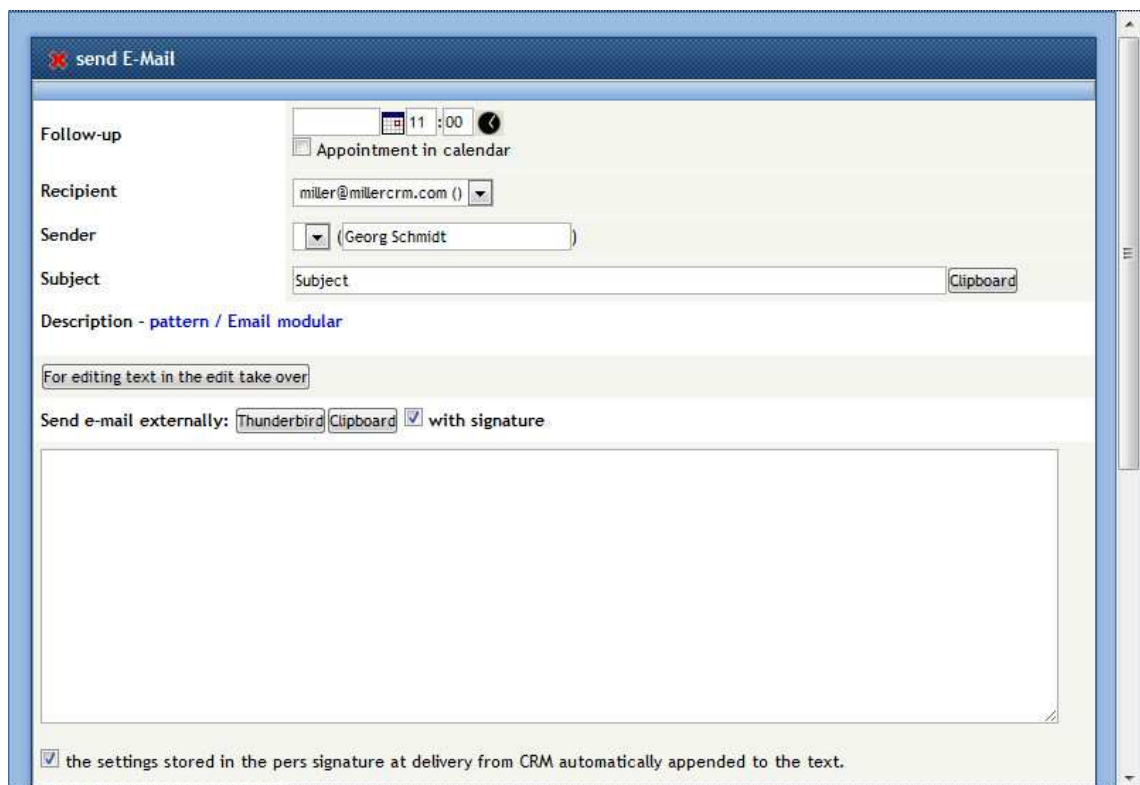 send E-Mail
Follow-up
11 : 00
Appointment in calendar
Recipient miller@millercrm.com ()
Sender (Georg Schmidt)
Subject Subject Clipboard
Description - pattern / Email modular
For editing text in the edit take over
Send e-mail externally: Thunderbird Clipboard with signature
the settings stored in the pers signature at delivery from CRM automatically appended to the text.